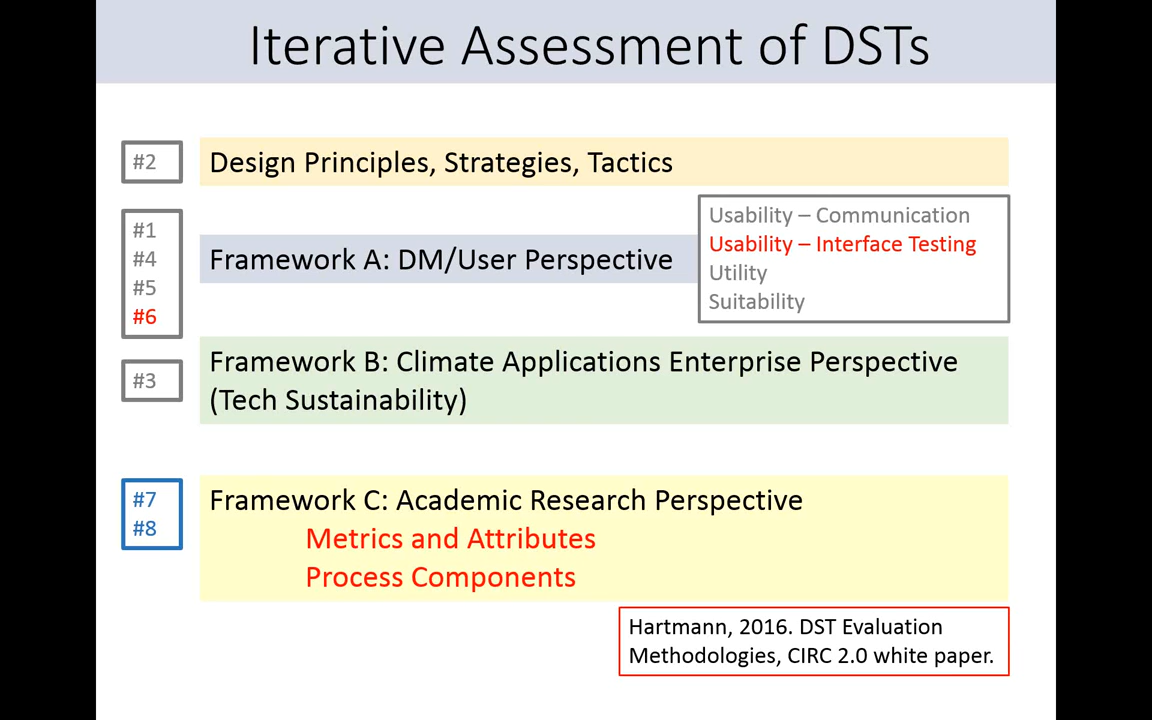 Iterative Assessment of DSTs
#2
Design Principles, Strategies, Tactics
#1
#4
#5
#6
Framework A: DM/User Perspective
Usability – Communication
Usability – Interface Testing
Utility
Suitability
#3
Framework B: Climate Applications Enterprise Perspective
(Tech Sustainability)
#7
#8
Framework C: Academic Research Perspective
Metrics and Attributes
Process Components
Hartmann, 2016. DST Evaluation
Methodologies, CIRC 2.0 white paper.